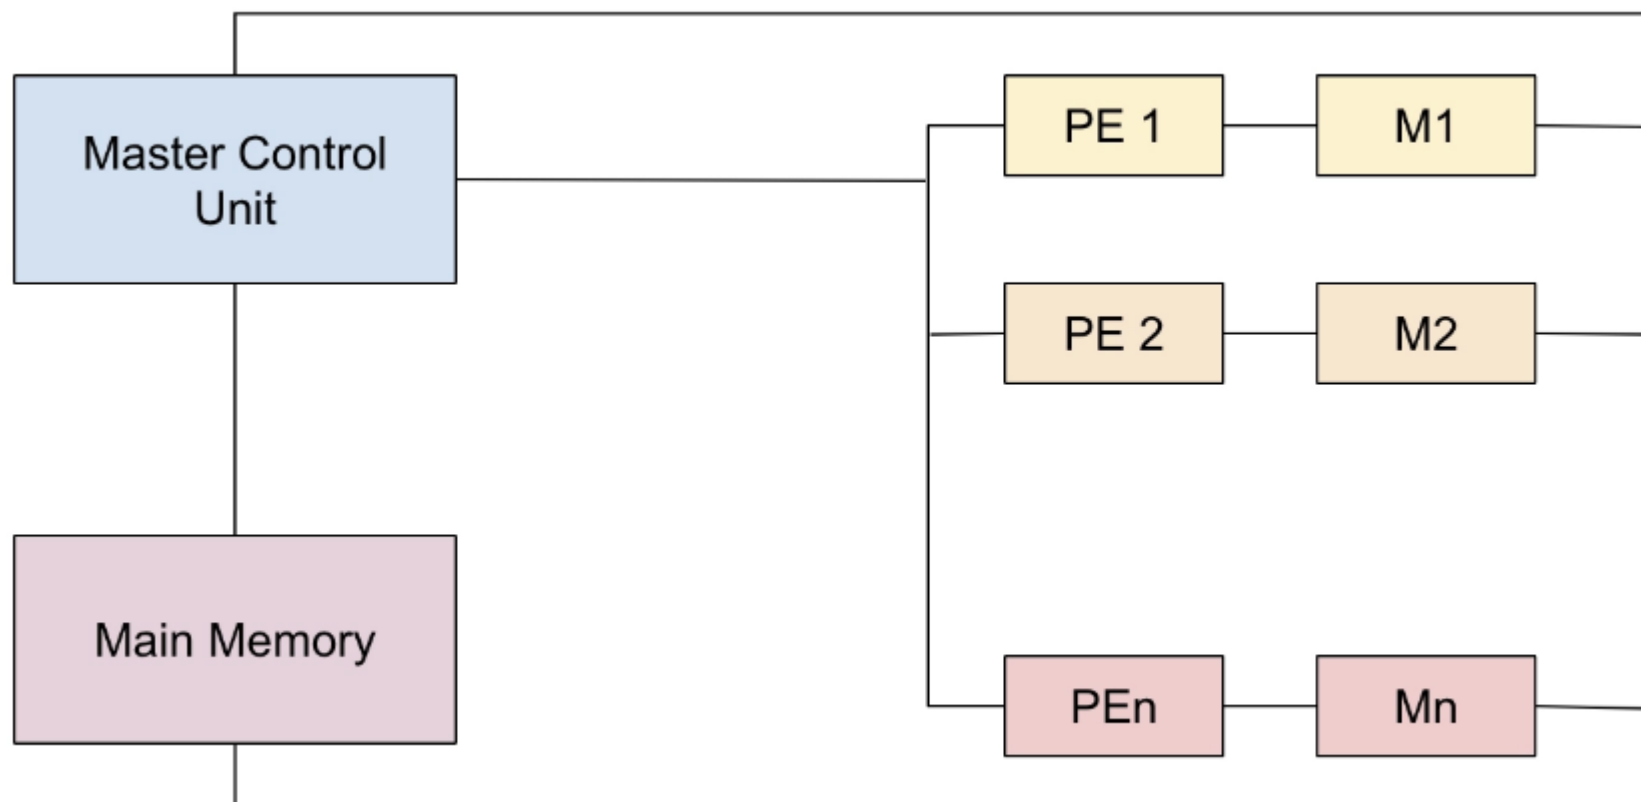 Master Control
Unit
PE 1
M1
PE 2
M2
Main Memory
PEn
Mn